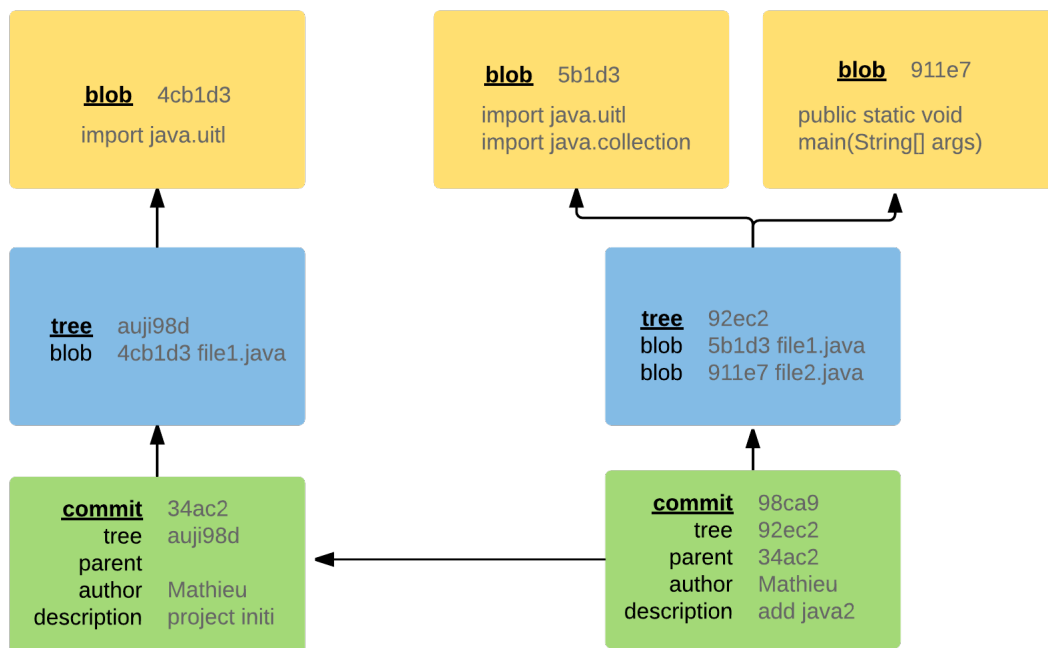 blob 4cb1d3
import java.uitl
blob 5b1d3
import java.uitl
import java.collection
blob 911e7
public static void
main(String[] args)
tree auji98d
blob 4cb1d3 file1.java
tree 92ec2
blob 5b1d3 file1.java
blob 911e7 file2.java
commit 34ac2
tree auji98d
parent
author Mathieu
description project initi
commit 98ca9
tree 92ec2
parent 34ac2
author Mathieu
description add java2